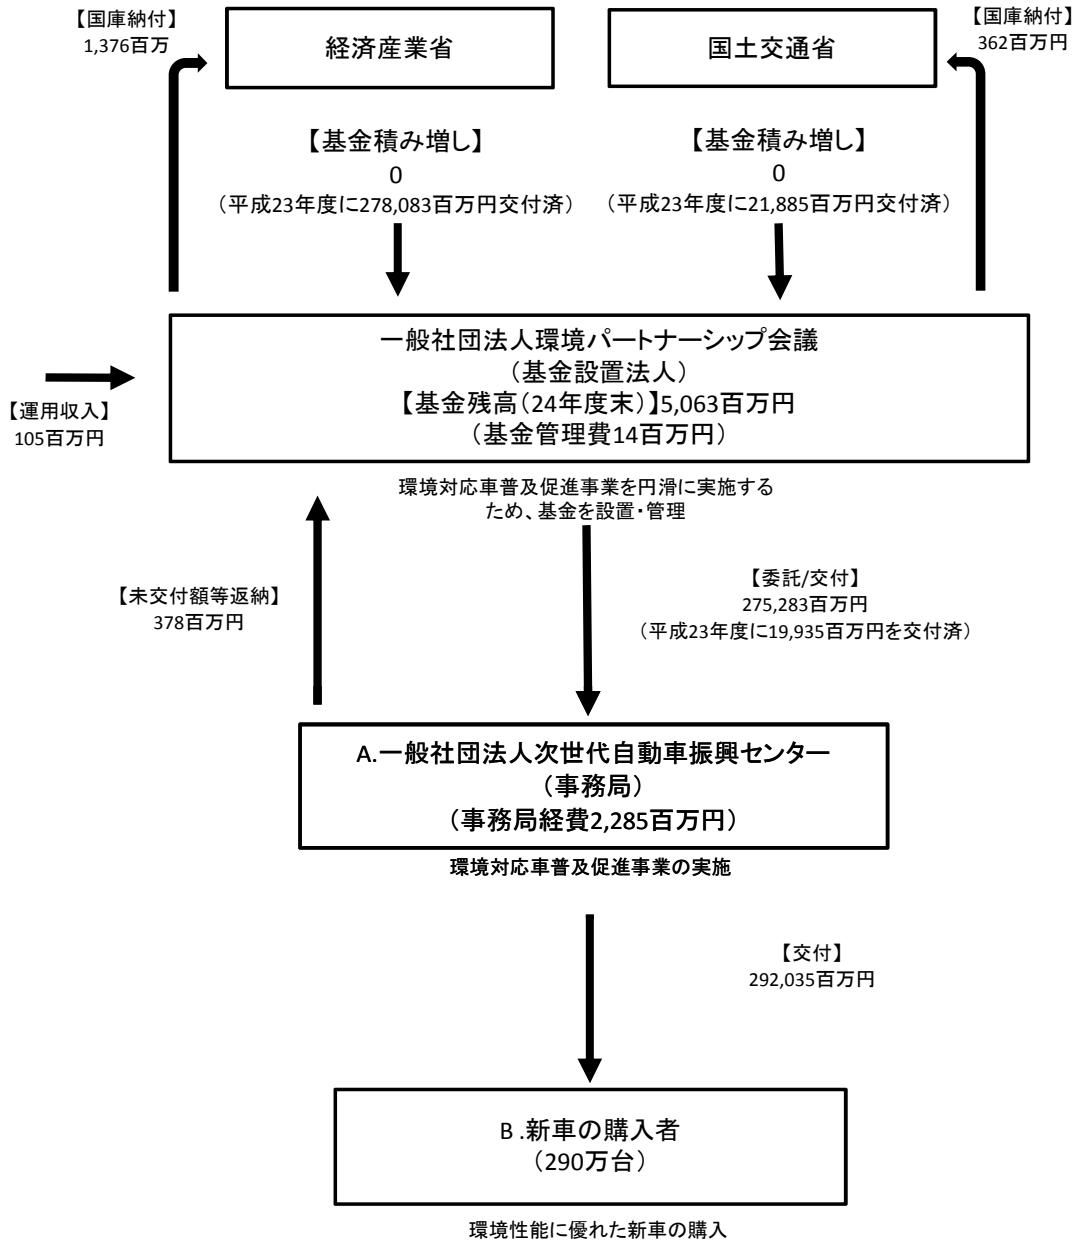 【国庫納付】
1,376百万
経済産業省
国土交通省
【国庫納付】
362百万円
【基金積み増し】
0
（平成23年度に278,083百万円交付済）
【基金積み増し】
0
（平成23年度に21,885百万円交付済）
一般社団法人環境パートナーシップ会議
（基金設置法人）
【基金残高（24年度末）】5,063百万円
（基金管理費14百万円）
【運用収入】
105百万円
環境対応車普及促進事業を円滑に実施する
ため、基金を設置・管理
【未交付額等返納】
378百万円
【委託/交付】
275,283百万円
（平成23年度に19,935百万円を交付済）
A.一般社団法人次世代自動車振興センター
（事務局）
（事務局経費2,285百万円）
環境対応車普及促進事業の実施
【交付】
292,035百万円
B .新車の購入者
（290万台）
環境性能に優れた新車の購入